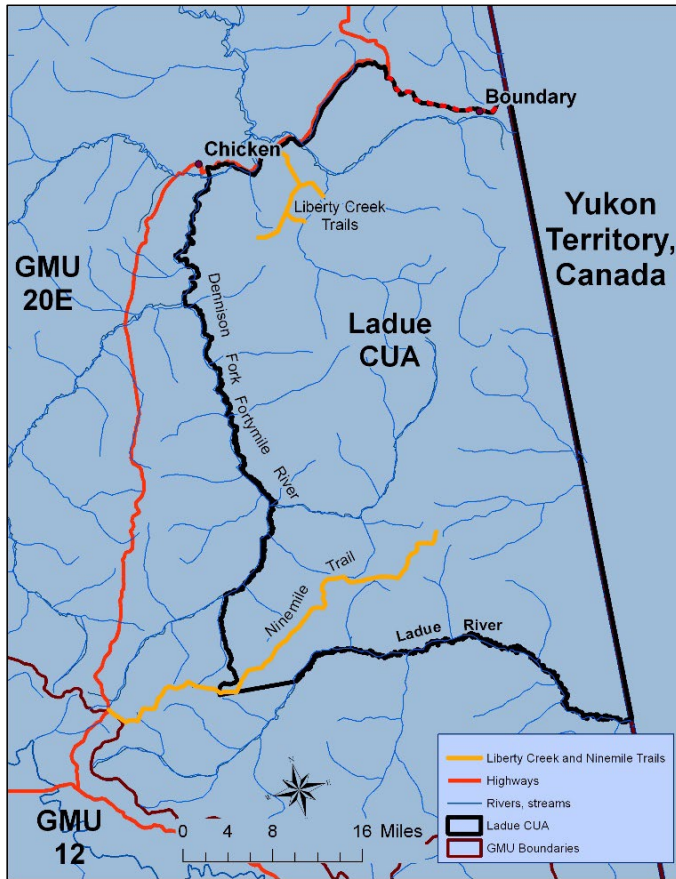 Boundary
Chicken
Liberty Creek
Trails
Yukon
Territory,
Canada
GMU
20E
Dennison Fork Fortymile River
Ladue
CUA
Ninemile Trail
Ladue River
GMU
12
0 4 8 16 Miles
Liberty Creek and Ninemile Trails
Highways
Rivers, streams
Ladue CUA
GMU Boundaries